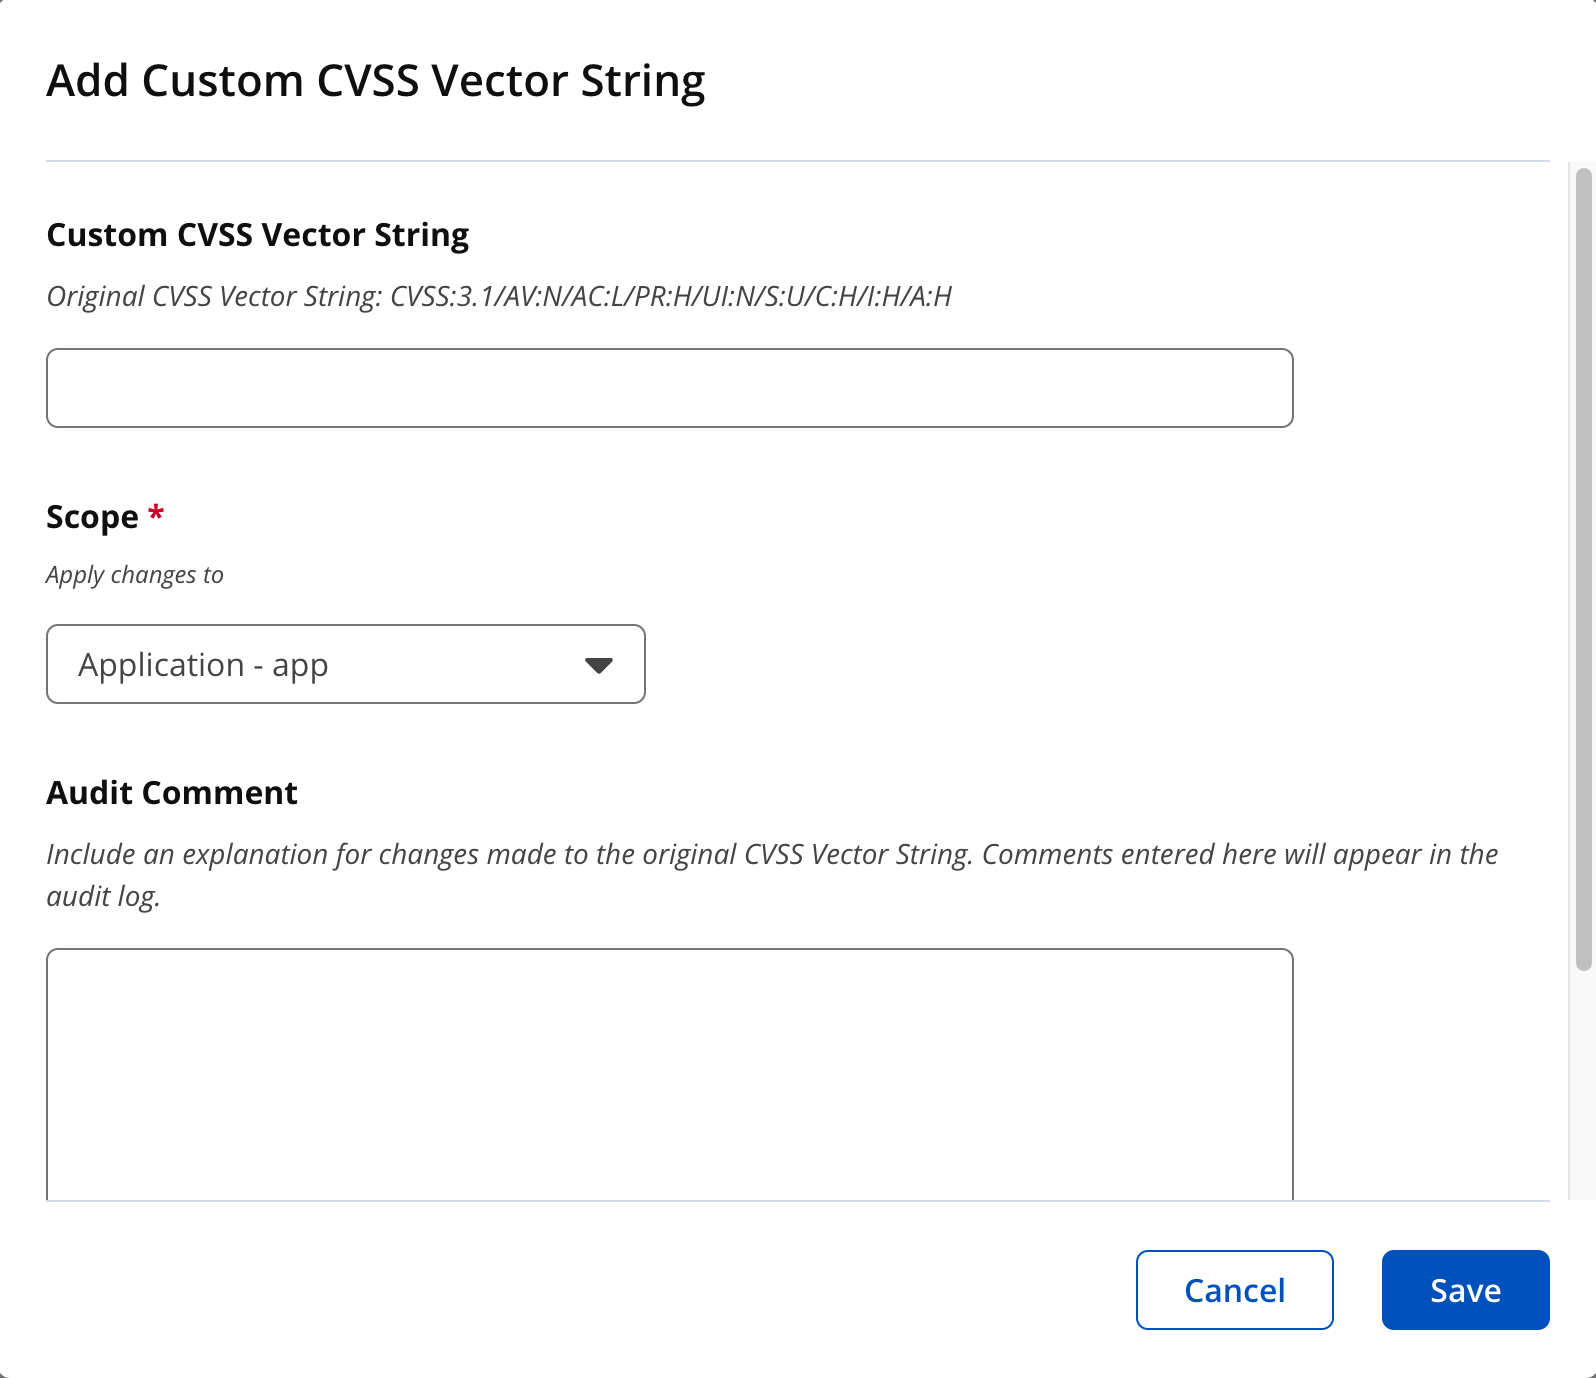 Add Custom CVSS Vector String
Custom CVSS Vector String
Original CVSS Vector String: CVSS:3.1/AV:N/AC:L/PR:H/UI:N/S:U/C:H/I:H/A:H
Scope *
Apply changes to
Application - app
Audit Comment
Include an explanation for changes made to the original CVSS Vector String. Comments entered here will appear in the
audit log.
Cancel
Save